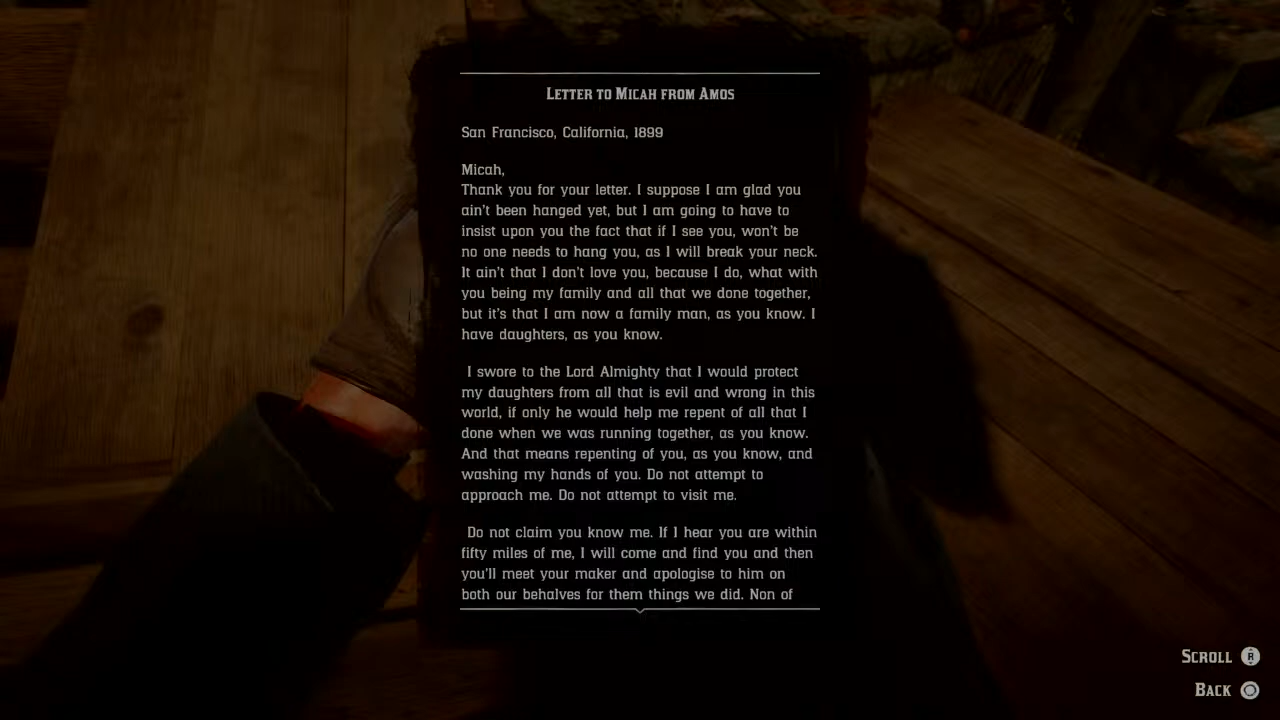 Letter to Micah from Amos
San Francisco, California, 1899
Micah,
Thank you for your letter. I suppose I am glad you
ain't been hanged yet, but I am going to have to
insist upon you the fact that if I see you, won't be
no one needs to hang you, as I will break your neck.
It ain't that I don't love you, because I do, what with
you being my family and all that we done together,
but it's that I am now a family man, as you know. I
have daughters, as you know.
I swore to the Lord Almighty that I would protect
my daughters from all that is evil and wrong in this
world, if only he would help me repent of all that I
done when we was running together, as you know.
And that means repenting of you, as you know, and
washing my hands of you. Do not attempt to
approach me. Do not attempt to visit me.
Do not claim you know me. If I hear you are within
fifty miles of me, I will come and find you and then
you'll meet your maker and apologise to him on
both our behalves for them things we did. Non of
Scroll R
Back